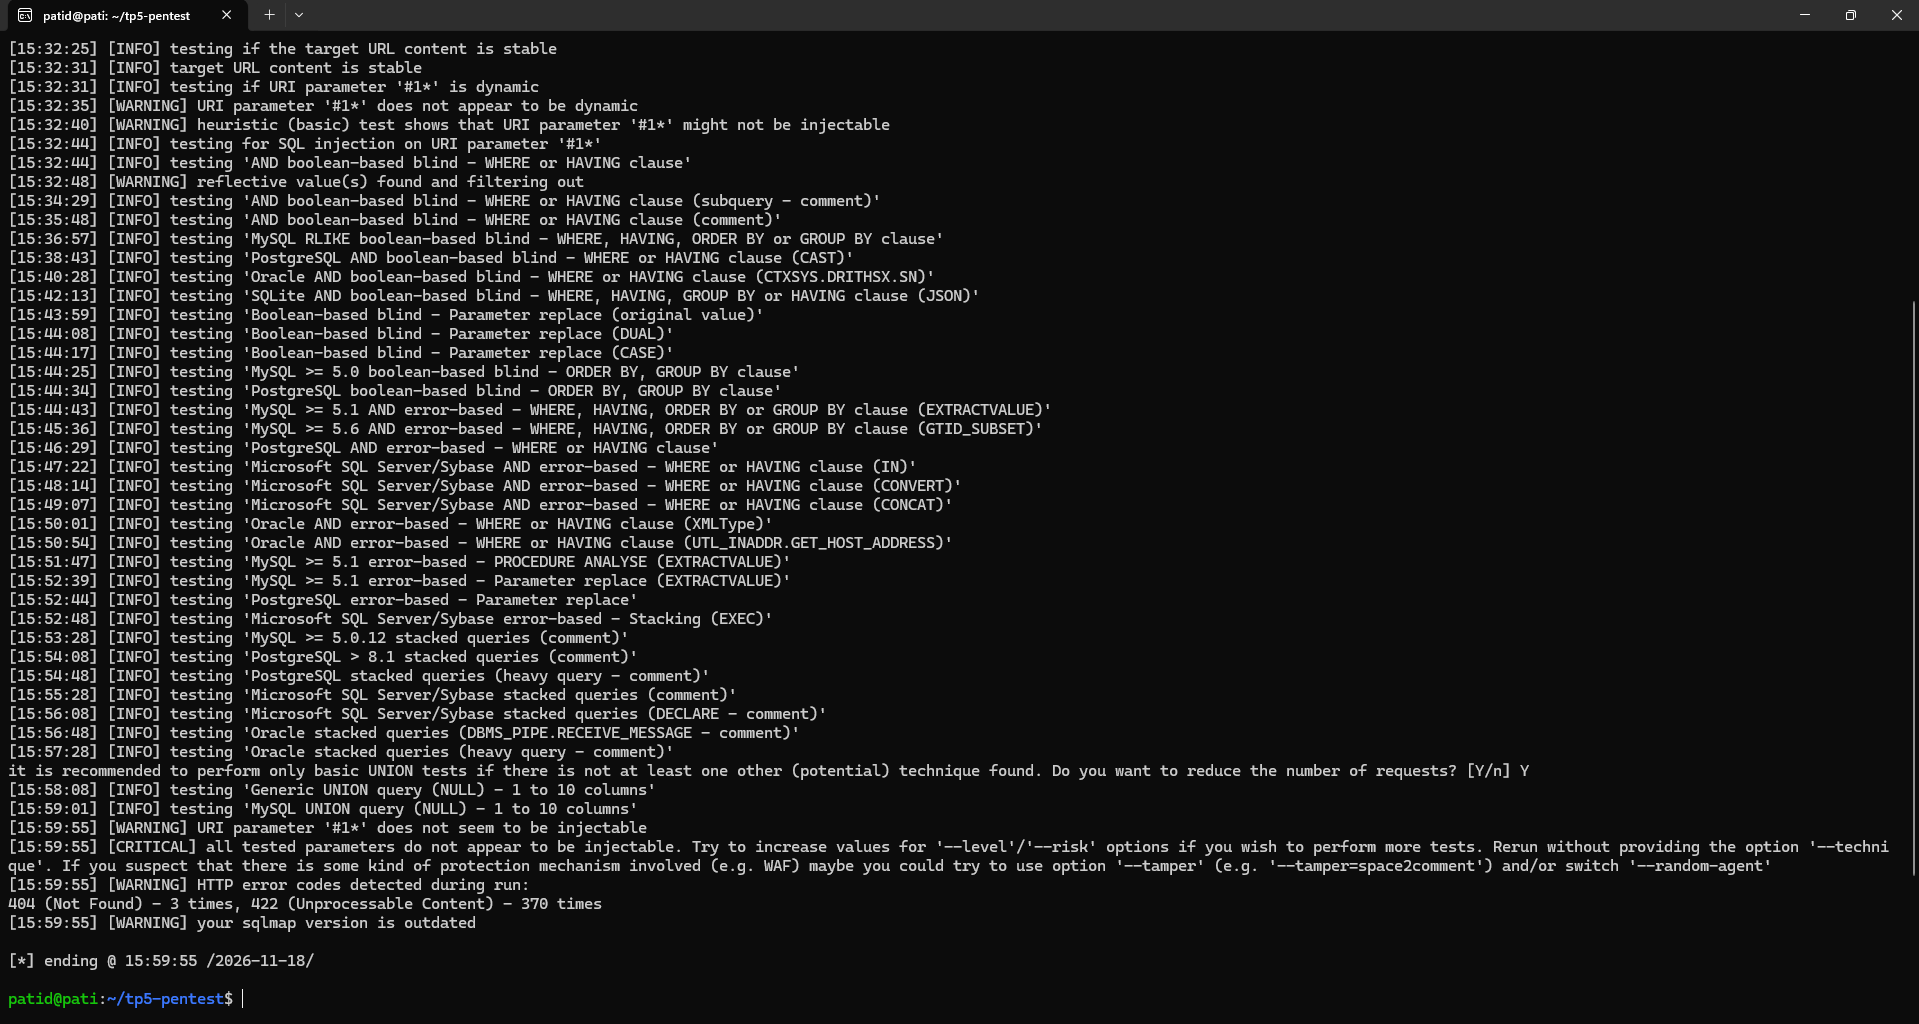 patid@pati: ~/tp5-pentest
[15:32:25] [INFO] testing if the target URL content is stable
[15:32:31] [INFO] target URL content is stable
[15:32:31] [INFO] testing if URI parameter '#1*' is dynamic
[15:32:35] [WARNING] URI parameter '#1*' does not appear to be dynamic
[15:32:40] [WARNING] heuristic (basic) test shows that URI parameter '#1*' might not be injectable
[15:32:44] [INFO] testing for SQL injection on URI parameter '#1*'
[15:32:44] [INFO] testing 'AND boolean-based blind - WHERE or HAVING clause'
[15:32:48] [WARNING] reflective value(s) found and filtering out
[15:34:29] [INFO] testing 'AND boolean-based blind - WHERE or HAVING clause (subquery - comment)'
[15:35:48] [INFO] testing 'AND boolean-based blind - WHERE or HAVING clause (comment)'
[15:36:57] [INFO] testing 'MySQL RLIKE boolean-based blind - WHERE, HAVING, ORDER BY or GROUP BY clause'
[15:38:43] [INFO] testing 'PostgreSQL AND boolean-based blind - WHERE or HAVING clause (CAST)'
[15:40:28] [INFO] testing 'Oracle AND boolean-based blind - WHERE or HAVING clause (CTXSYS.DRITHSX.SN)'
[15:42:13] [INFO] testing 'SQLite AND boolean-based blind - WHERE, HAVING, GROUP BY or HAVING clause (JSON)'
[15:43:59] [INFO] testing 'Boolean-based blind - Parameter replace (original value)'
[15:44:08] [INFO] testing 'Boolean-based blind - Parameter replace (DUAL)'
[15:44:17] [INFO] testing 'Boolean-based blind - Parameter replace (CASE)'
[15:44:25] [INFO] testing 'MySQL >= 5.0 boolean-based blind - ORDER BY, GROUP BY clause'
[15:44:34] [INFO] testing 'PostgreSQL boolean-based blind - ORDER BY, GROUP BY clause'
[15:44:43] [INFO] testing 'MySQL >= 5.1 AND error-based - WHERE, HAVING, ORDER BY or GROUP BY clause (EXTRACTVALUE)'
[15:45:36] [INFO] testing 'MySQL >= 5.6 AND error-based - WHERE, HAVING, ORDER BY or GROUP BY clause (GTID_SUBSET)'
[15:46:29] [INFO] testing 'PostgreSQL AND error-based - WHERE or HAVING clause'
[15:47:22] [INFO] testing 'Microsoft SQL Server/Sybase AND error-based - WHERE or HAVING clause (IN)'
[15:48:14] [INFO] testing 'Microsoft SQL Server/Sybase AND error-based - WHERE or HAVING clause (CONVERT)'
[15:49:07] [INFO] testing 'Microsoft SQL Server/Sybase AND error-based - WHERE or HAVING clause (CONCAT)'
[15:50:01] [INFO] testing 'Oracle AND error-based - WHERE or HAVING clause (XMLType)'
[15:50:54] [INFO] testing 'Oracle AND error-based - WHERE or HAVING clause (UTL_INADDR.GET_HOST_ADDRESS)'
[15:51:47] [INFO] testing 'MySQL >= 5.1 error-based - PROCEDURE ANALYSE (EXTRACTVALUE)'
[15:52:39] [INFO] testing 'MySQL >= 5.1 error-based - Parameter replace (EXTRACTVALUE)'
[15:52:44] [INFO] testing 'PostgreSQL error-based - Parameter replace'
[15:52:48] [INFO] testing 'Microsoft SQL Server/Sybase error-based - Stacking (EXEC)'
[15:53:28] [INFO] testing 'MySQL >= 5.0.12 stacked queries (comment)'
[15:54:08] [INFO] testing 'PostgreSQL > 8.1 stacked queries (comment)'
[15:54:48] [INFO] testing 'PostgreSQL stacked queries (heavy query - comment)'
[15:55:28] [INFO] testing 'Microsoft SQL Server/Sybase stacked queries (comment)'
[15:56:08] [INFO] testing 'Microsoft SQL Server/Sybase stacked queries (DECLARE - comment)'
[15:56:48] [INFO] testing 'Oracle stacked queries (DBMS_PIPE.RECEIVE_MESSAGE - comment)'
[15:57:28] [INFO] testing 'Oracle stacked queries (heavy query - comment)'
it is recommended to perform only basic UNION tests if there is not at least one other (potential) technique found. Do you want to reduce the number of requests? [Y/n] Y
[15:58:08] [INFO] testing 'Generic UNION query (NULL) - 1 to 10 columns'
[15:59:01] [INFO] testing 'MySQL UNION query (NULL) - 1 to 10 columns'
[15:59:55] [WARNING] URI parameter '#1*' does not seem to be injectable
[15:59:55] [CRITICAL] all tested parameters do not appear to be injectable. Try to increase values for '--level'/'--risk' options if you wish to perform more tests. Rerun without providing the option '--techni
que'. If you suspect that there is some kind of protection mechanism involved (e.g. WAF) maybe you could try to use option '--tamper' (e.g. '--tamper=space2comment') and/or switch '--random-agent'
[15:59:55] [WARNING] HTTP error codes detected during run:
404 (Not Found) - 3 times, 422 (Unprocessable Content) - 370 times
[15:59:55] [WARNING] your sqlmap version is outdated
[*] ending @ 15:59:55 /2026-11-18/
patid@pati:~/tp5-pentest$